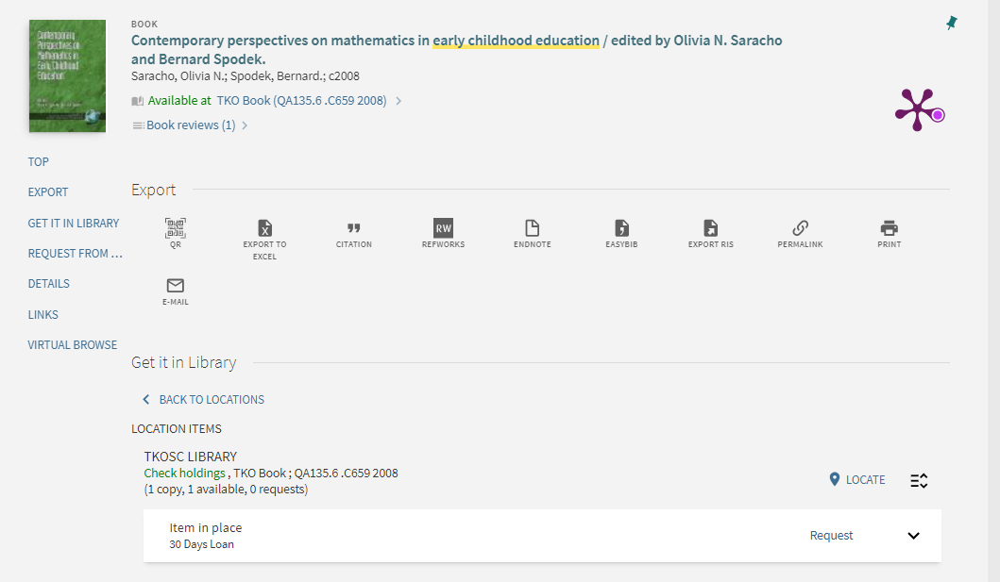 Contemporary
Perspectives on
Mathematics in
Early Childhood
Education
BOOK
Contemporary perspectives on mathematics in early childhood education / edited by Olivia N. Saracho
and Bernard Spodek.
Saracho, Olivia N.; Spodek, Bernard.; c2008
Available at TKO Book (QA135.6 .C659 2008)
Book reviews (1)
TOP
EXPORT
GET IT IN LIBRARY
REQUEST FROM ...
DETAILS
LINKS
VIRTUAL BROWSE
Export
QR
X
EXPORT TO
EXCEL
CITATION
RW
REFWORKS
ENDNOTE
EASYBIB
EXPORT RIS
PERMALINK
PRINT
E-MAIL
Get it in Library
BACK TO LOCATIONS
LOCATION ITEMS
TKOSC LIBRARY
Check holdings , TKO Book ; QA135.6 .C659 2008
(1 copy, 1 available, 0 requests)
LOCATE
Item in place
30 Days Loan
Request